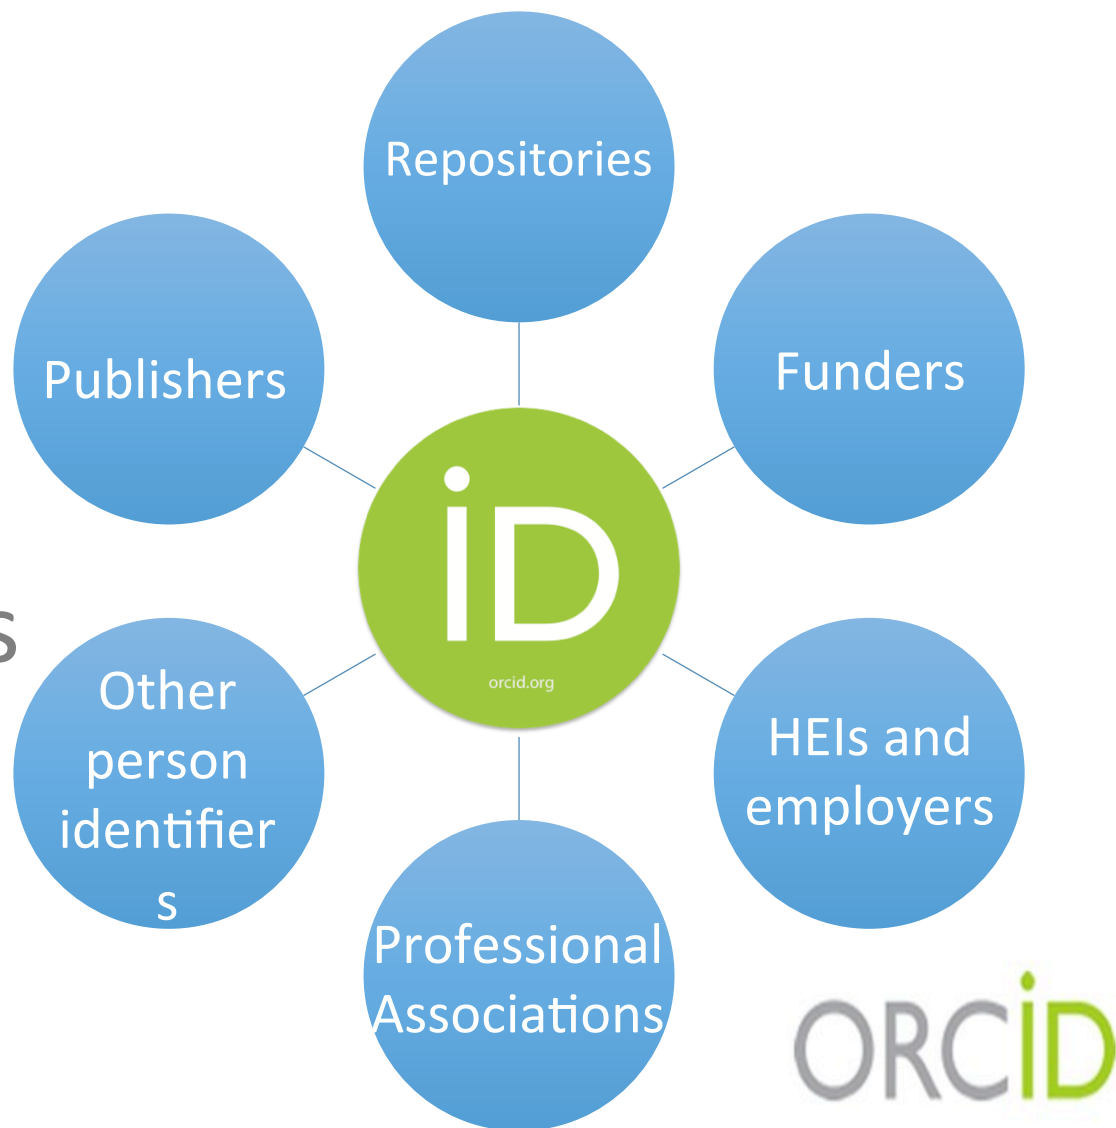 Repositories
Publishers
Funders
iD
orcid.org
s
Other
person
identifier
s
HEIs and
employers
Professional
Associations
ORCiD